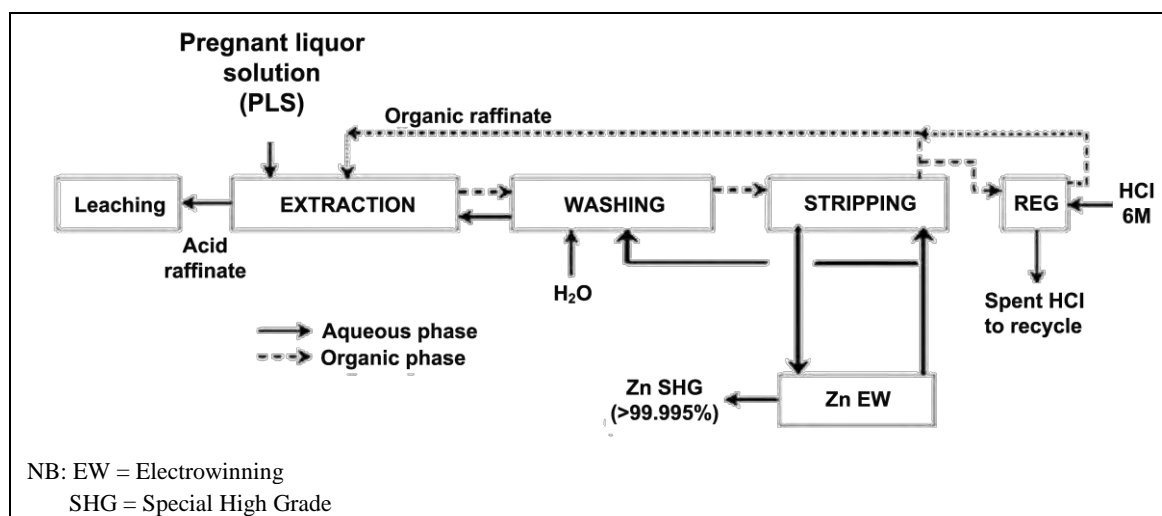 Pregnant liquor
solution
(PLS)
Organic raffinate
Leaching
EXTRACTION
WASHING
STRIPPING
REG
HCl
6M
Acid
raffinate
H₂O
Spent HCl
to recycle
Aqueous phase
Organic phase
Zn SHG
(>99.995%)
Zn EW
NB: EW = Electrowinning
SHG = Special High Grade